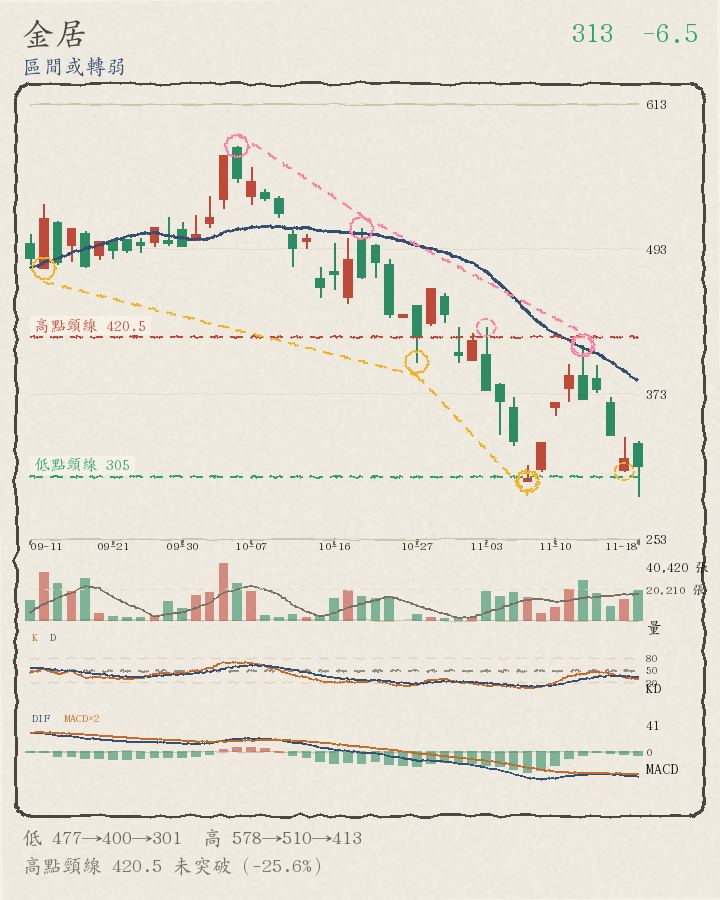 金居
313 -6.5
區間或轉弱
613
493
高點頸線 420.5
373
低點頸線 305
253
09-11 09-21 09-30 10-07 10-16 10-27 11-03 11-10 11-18
40,420 張
20,210 張
量
K D
80
50
20
KD
DIF MACD×2
41
0
MACD
低 477→400→301 高 578→510→413
高點頸線 420.5 未突破 (-25.6%)